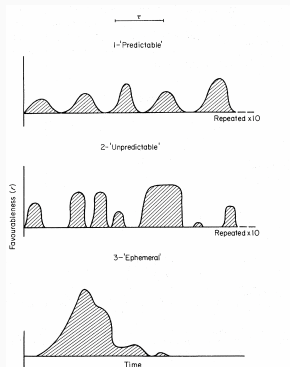 τ
1-'Predictable'
Repeated x10
2-'Unpredictable'
Favourableness (r)
Repeated x10
3-'Ephemeral'
Time